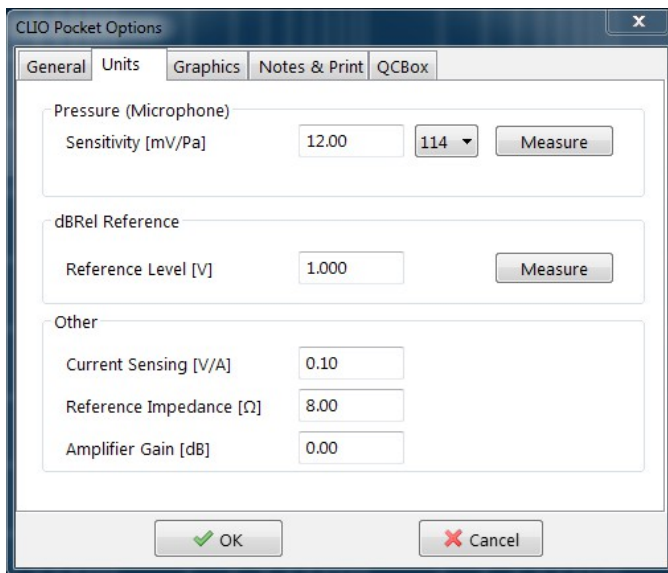 CLIO Pocket Options
General Units Graphics Notes & Print QCBox
Pressure (Microphone)
Sensitivity [mV/Pa] 12.00 114 Measure
dBRel Reference
Reference Level [V] 1.000 Measure
Other
Current Sensing [V/A] 0.10
Reference Impedance [Ω] 8.00
Amplifier Gain [dB] 0.00
OK Cancel